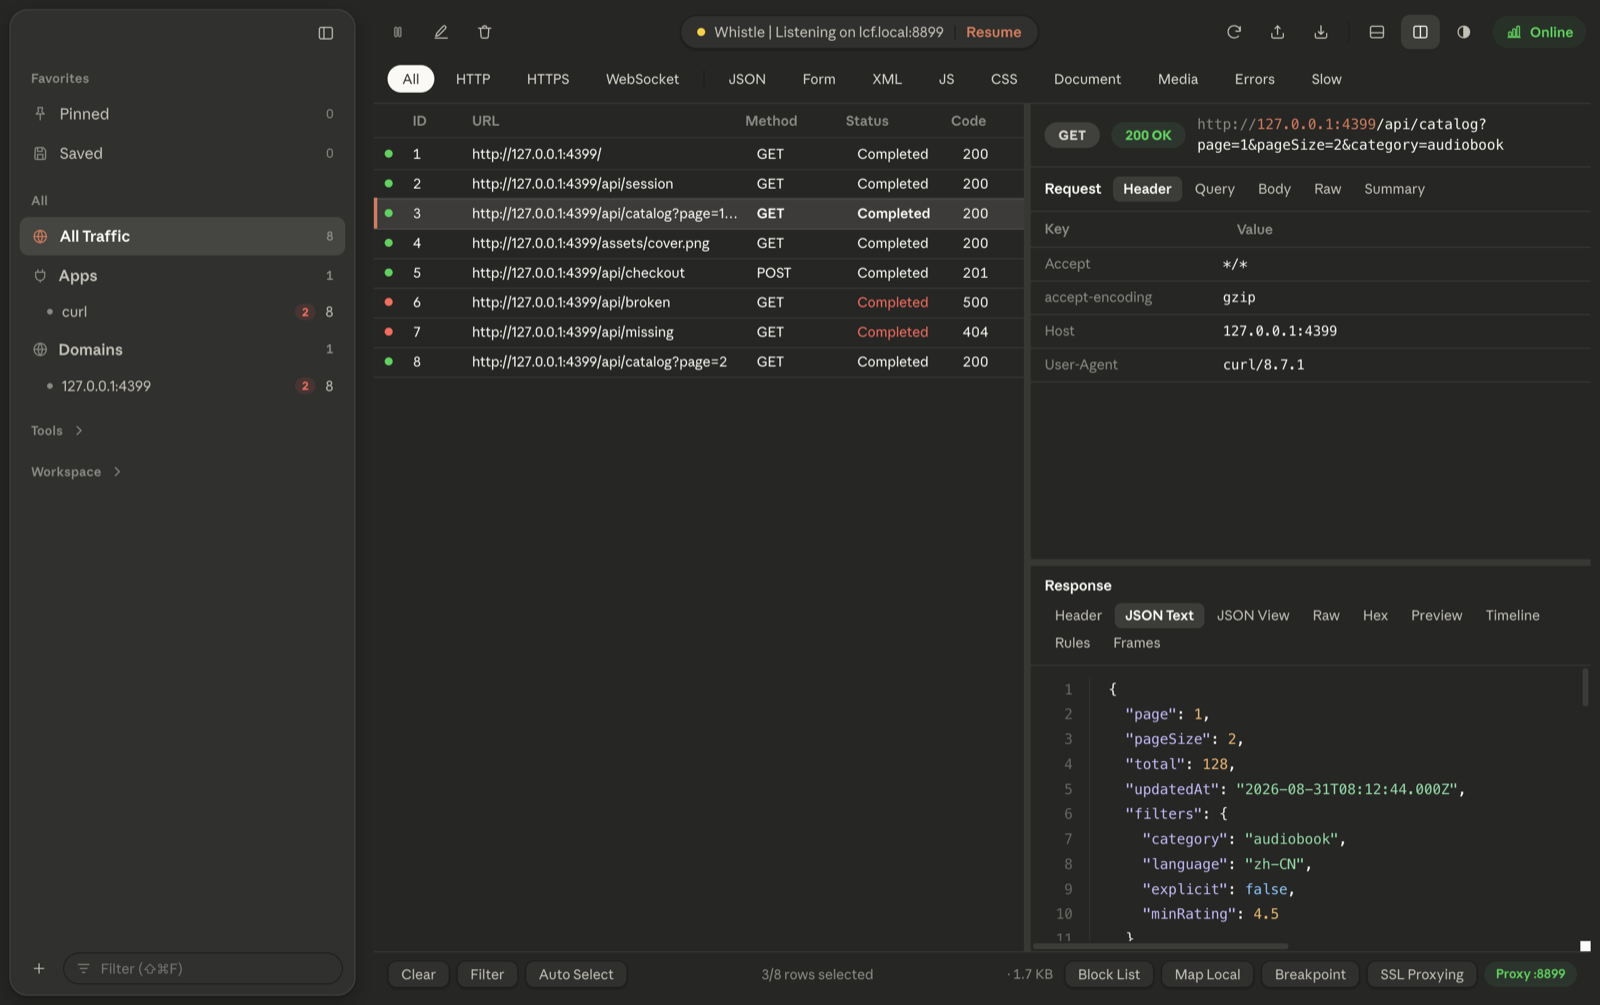 Whistle | Listening on lcf.local:8899 Resume
Online
Favorites
Pinned 0
Saved 0
All
All Traffic 8
Apps 1
curl 2 8
Domains 1
127.0.0.1:4399 2 8
Tools
Workspace
Filter (⇧⌘F)
All HTTP HTTPS WebSocket JSON Form XML JS CSS Document Media Errors Slow
ID URL Method Status Code
1 http://127.0.0.1:4399/ GET Completed 200
2 http://127.0.0.1:4399/api/session GET Completed 200
3 http://127.0.0.1:4399/api/catalog?page=1... GET Completed 200
4 http://127.0.0.1:4399/assets/cover.png GET Completed 200
5 http://127.0.0.1:4399/api/checkout POST Completed 201
6 http://127.0.0.1:4399/api/broken GET Completed 500
7 http://127.0.0.1:4399/api/missing GET Completed 404
8 http://127.0.0.1:4399/api/catalog?page=2 GET Completed 200
GET 200 OK http://127.0.0.1:4399/api/catalog?
page=1&pageSize=2&category=audiobook
Request Header Query Body Raw Summary
Key Value
Accept */*
accept-encoding gzip
Host 127.0.0.1:4399
User-Agent curl/8.7.1
Response
Header JSON Text JSON View Raw Hex Preview Timeline
Rules Frames
1 {
2 "page": 1,
3 "pageSize": 2,
4 "total": 128,
5 "updatedAt": "2026-08-31T08:12:44.000Z",
6 "filters": {
7 "category": "audiobook",
8 "language": "zh-CN",
9 "explicit": false,
10 "minRating": 4.5
11 }
Clear Filter Auto Select 3/8 rows selected · 1.7 KB Block List Map Local Breakpoint SSL Proxying Proxy :8899